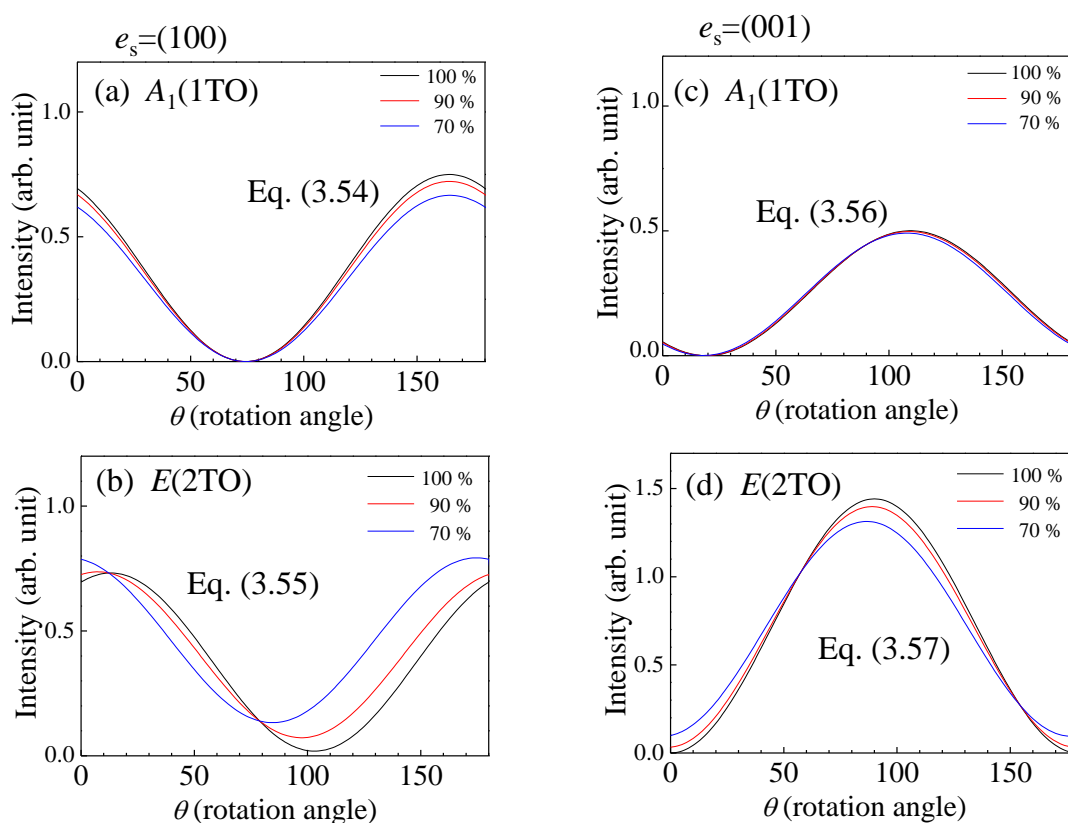 e_s=(100)
(a) A₁(1TO)
100 %
90 %
70 %
Eq. (3.54)
Intensity (arb. unit)
1.0
0.5
0.0
0 50 100 150
θ (rotation angle)
e_s=(001)
(c) A₁(1TO)
100 %
90 %
70 %
Eq. (3.56)
Intensity (arb. unit)
1.0
0.5
0.0
0 50 100 150
θ (rotation angle)
(b) E(2TO)
100 %
90 %
70 %
Eq. (3.55)
Intensity (arb. unit)
1.0
0.5
0.0
0 50 100 150
θ (rotation angle)
(d) E(2TO)
100 %
90 %
70 %
Eq. (3.57)
Intensity (arb. unit)
1.5
1.0
0.5
0.0
0 50 100 150
θ (rotation angle)